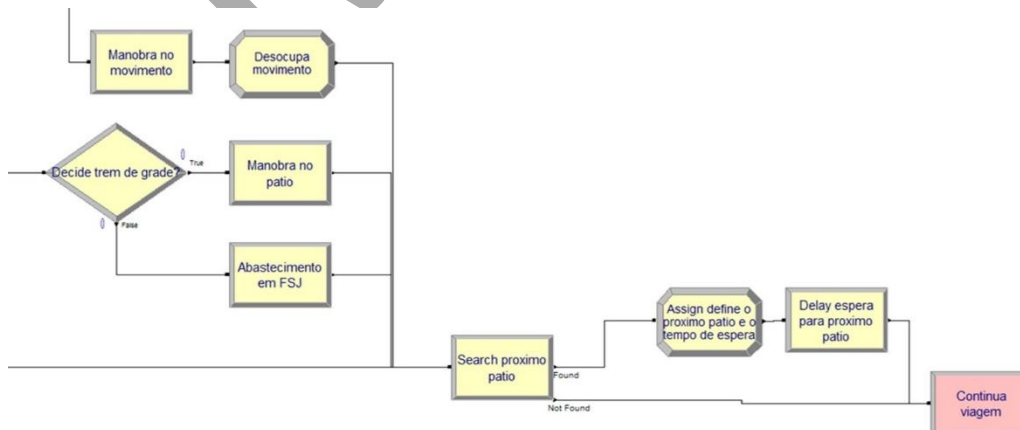 Manobra no
movimento
Desocupa
movimento
Decide trem de grade?
0
True
0
False
Manobra no
patio
Abastecimento
em FSJ
Search proximo
patio
Found
Not Found
Assign define o
proximo patio e o
tempo de espera
Delay espera
para proximo
patio
Continua
viagem